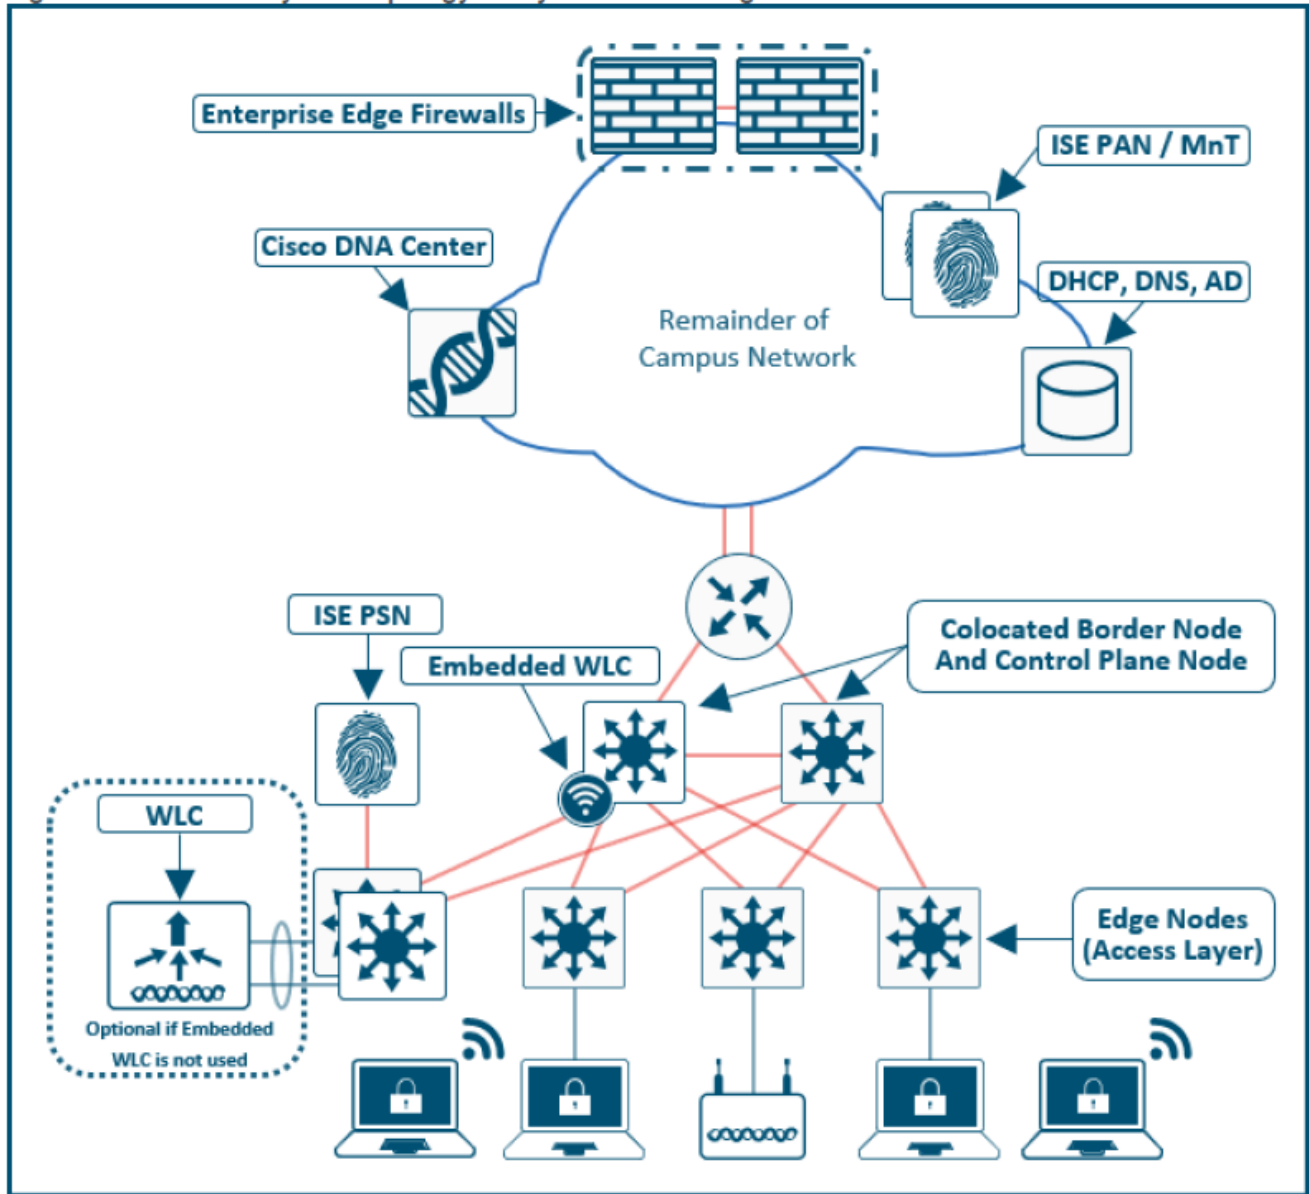 Enterprise Edge Firewalls
ISE PAN / MnT
Cisco DNA Center
DHCP, DNS, AD
Remainder of
Campus Network
ISE PSN
Colocated Border Node
And Control Plane Node
Embedded WLC
WLC
Edge Nodes
(Access Layer)
Optional if Embedded
WLC is not used